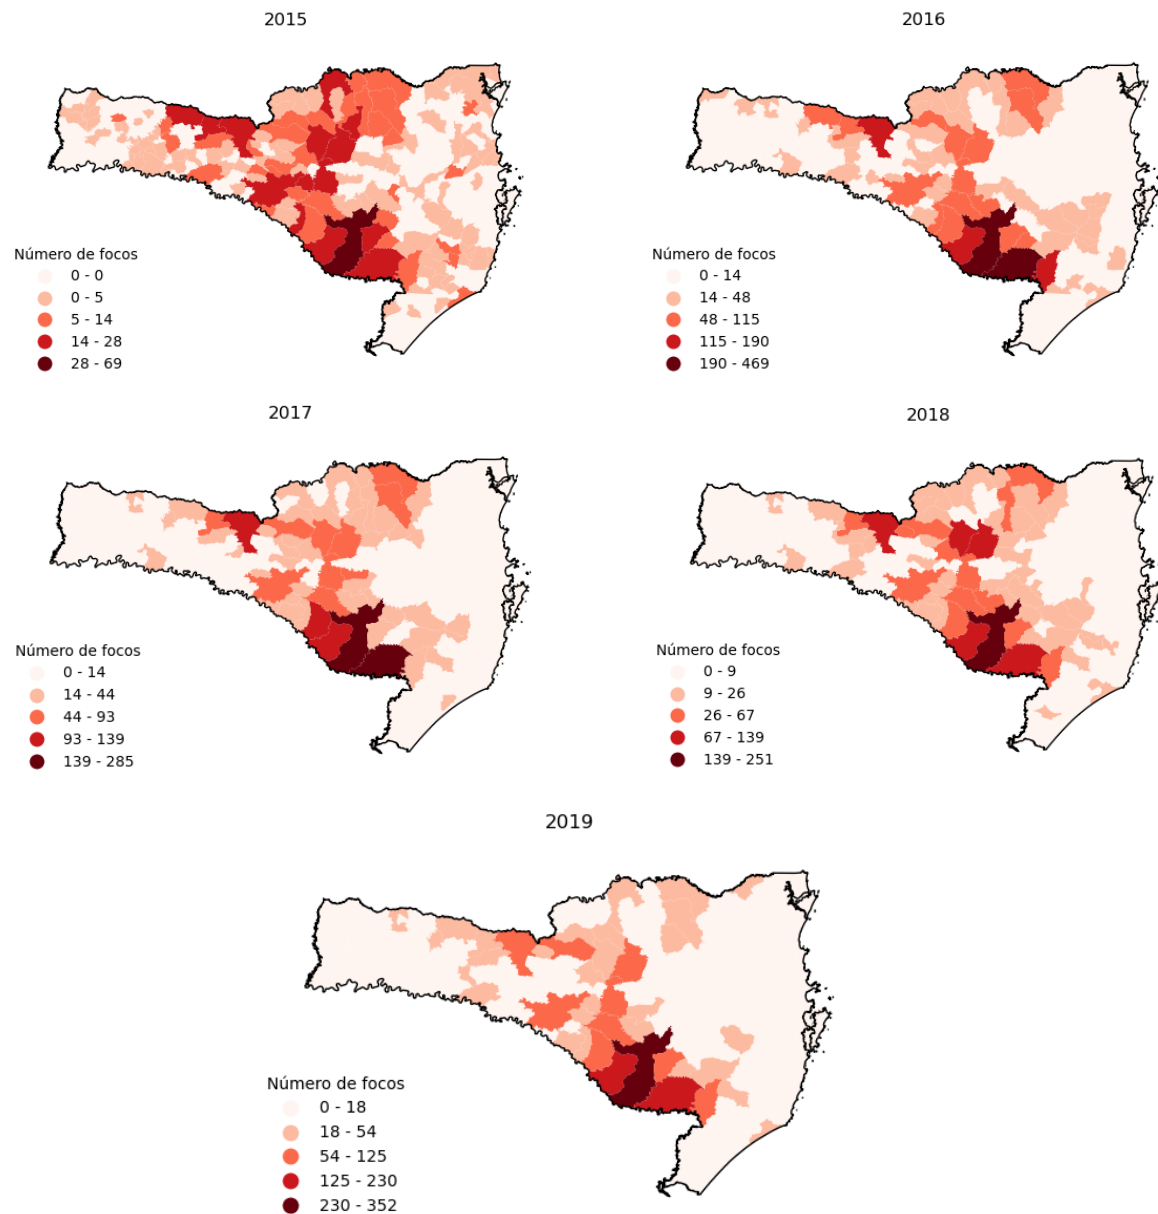 2015
Número de focos
0 - 0
0 - 5
5 - 14
14 - 28
28 - 69
2016
Número de focos
0 - 14
14 - 48
48 - 115
115 - 190
190 - 469
2017
Número de focos
0 - 14
14 - 44
44 - 93
93 - 139
139 - 285
2018
Número de focos
0 - 9
9 - 26
26 - 67
67 - 139
139 - 251
2019
Número de focos
0 - 18
18 - 54
54 - 125
125 - 230
230 - 352